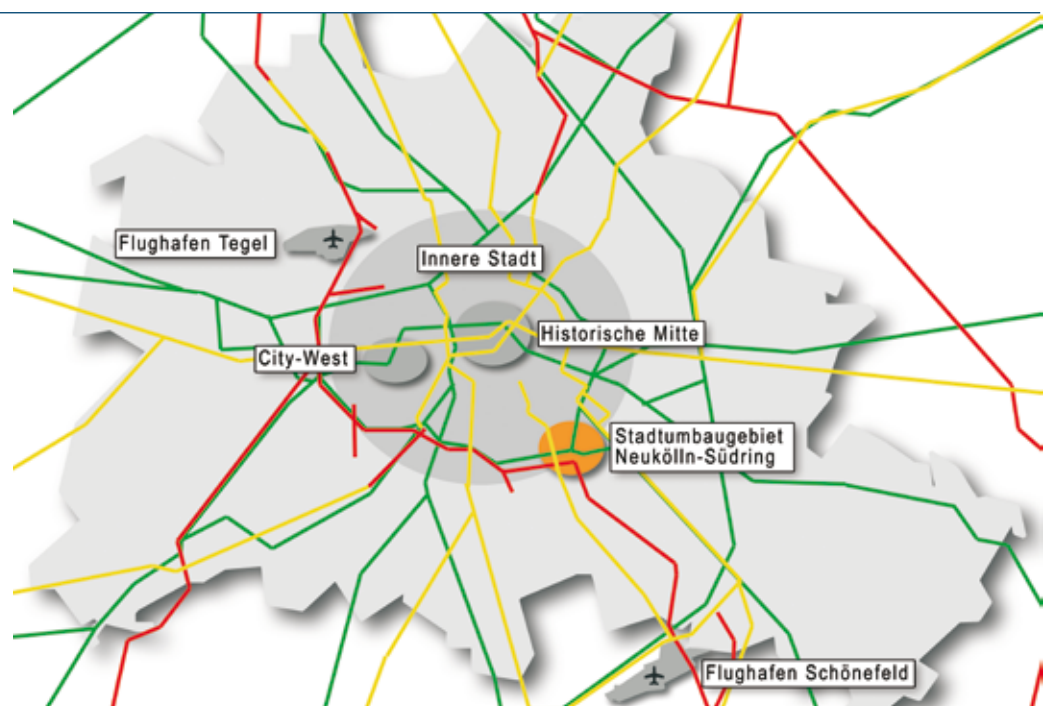 Flughafen Tegel
Innere Stadt
Historische Mitte
City-West
Stadtumbaugebiet
Neukölln-Südring
Flughafen Schönefeld